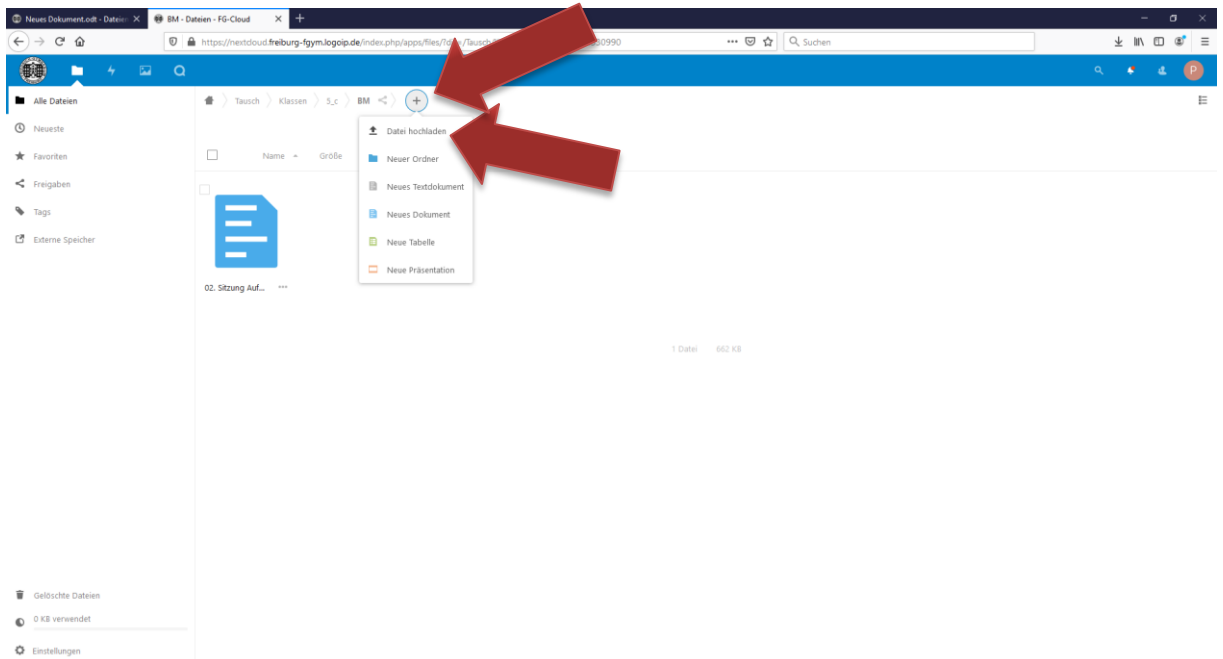 Neues Dokument.odt - Dateien
BM - Dateien - FG-Cloud
https://nextcloud.freiburg-fgym.logoip.de/index.php/apps/files/?dir=/Tausch 30990
Suchen
P
Alle Dateien
Tausch
Klassen
5_c
BM
Neueste
Favoriten
Freigaben
Tags
Externe Speicher
Name
Größe
Datei hochladen
Neuer Ordner
Neues Textdokument
Neues Dokument
Neue Tabelle
Neue Präsentation
02. Sitzung Auf...
1 Datei 662 KB
Gelöschte Dateien
0 KB verwendet
Einstellungen